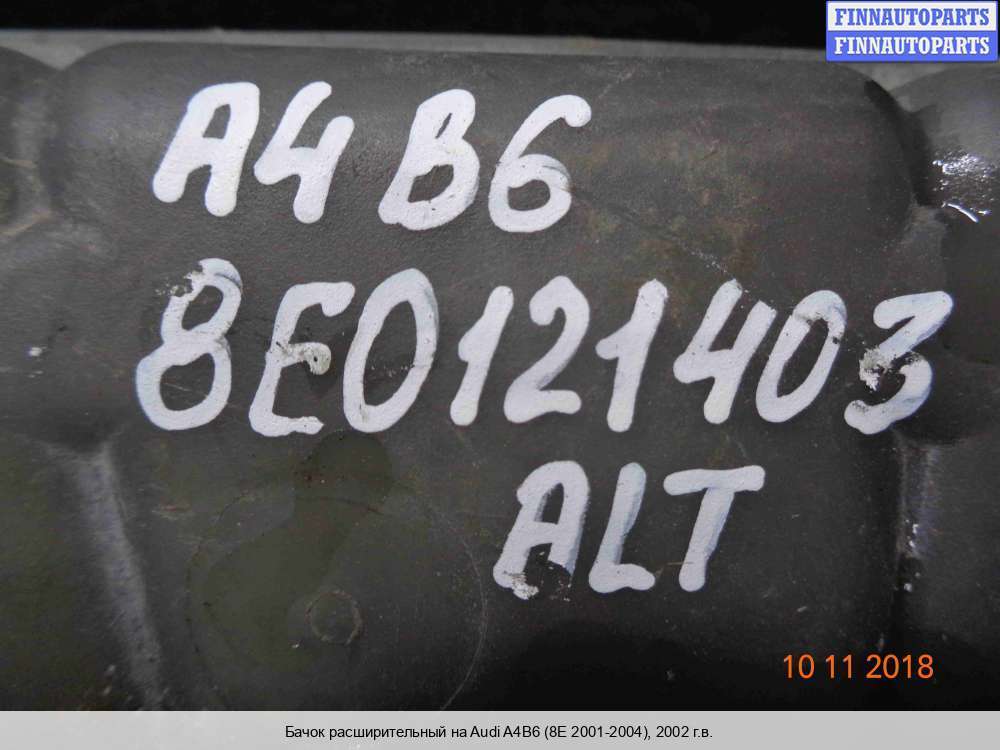 FINNAUTOPARTS
FINNAUTOPARTS
A4 B6
8E0121403
ALT
10 11 2018
Бачок расширительный на Audi A4B6 (8E 2001-2004), 2002 г.в.